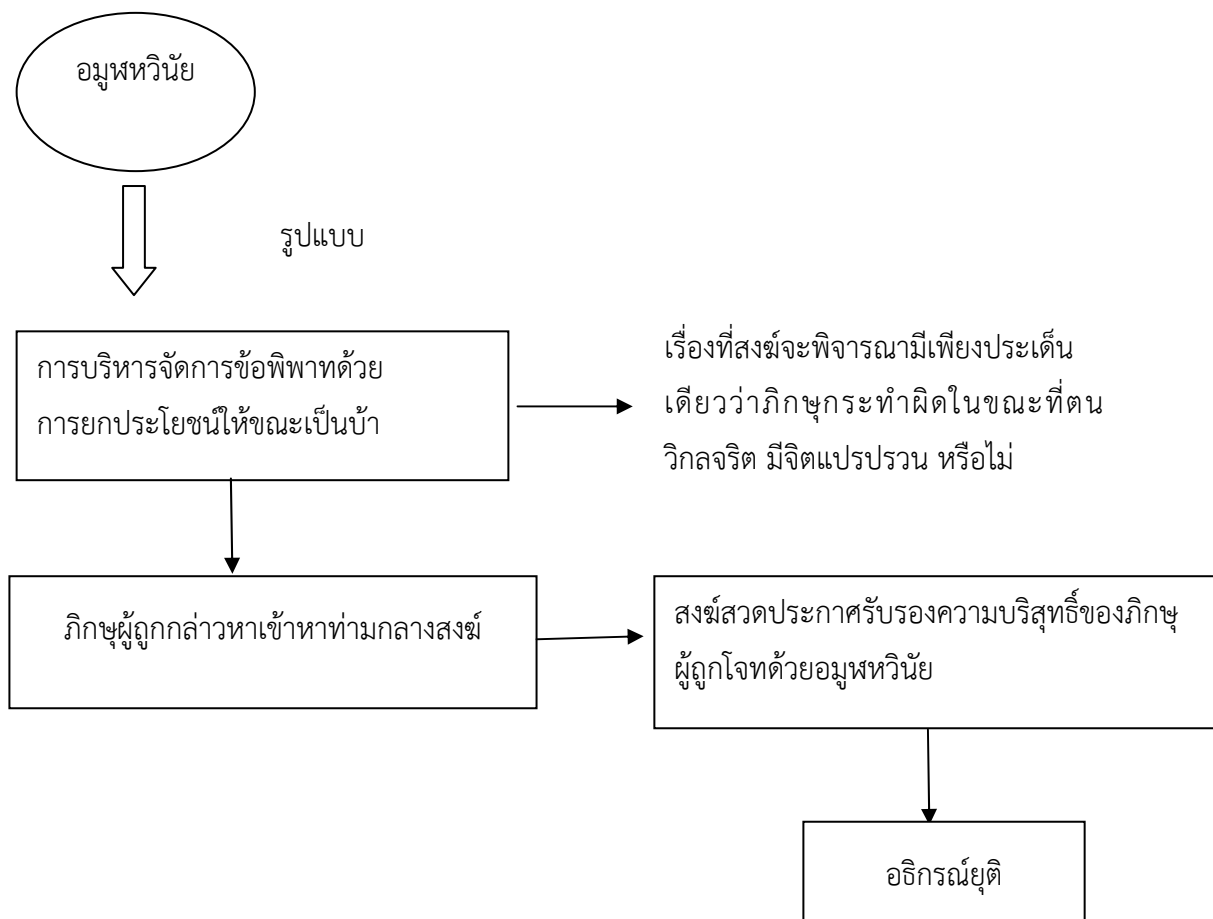 อมูฬหวินัย
รูปแบบ
การบริหารจัดการข้อพิพาทด้วย
การยกประโยชน์ให้ขณะเป็นบ้า
เรื่องที่สงฆ์จะพิจารณามีเพียงประเด็น
เดียวว่าภิกษุกระทำผิดในขณะที่ตน
วิกลจริต มีจิตแปรปรวน หรือไม่
ภิกษุผู้ถูกกล่าวหาเข้าหาท่ามกลางสงฆ์
สงฆ์สวดประกาศรับรองความบริสุทธิ์ของภิกษุ
ผู้ถูกโจทด้วยอมูฬหวินัย
อธิกรณ์ยุติ